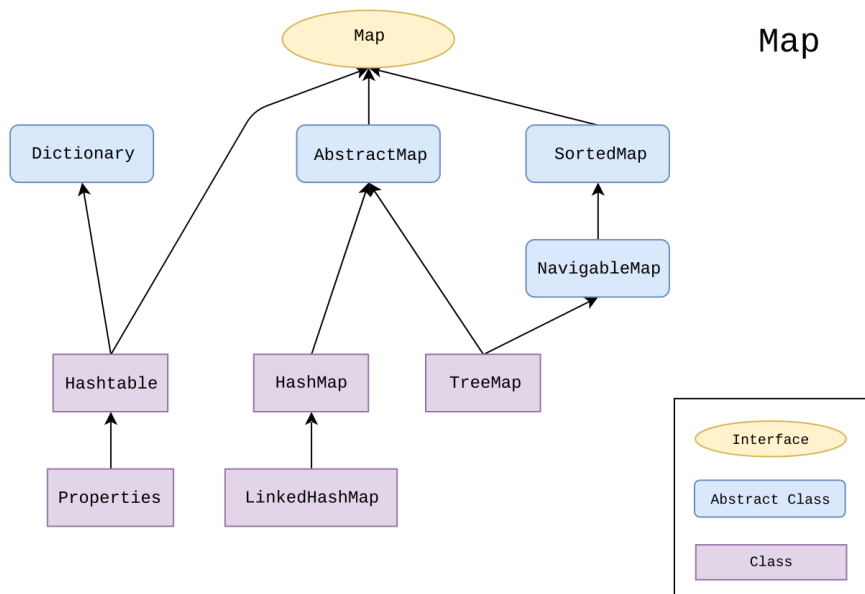 Map
Map
Dictionary
AbstractMap
SortedMap
NavigableMap
Hashtable
HashMap
TreeMap
Properties
LinkedHashMap
Interface
Abstract Class
Class